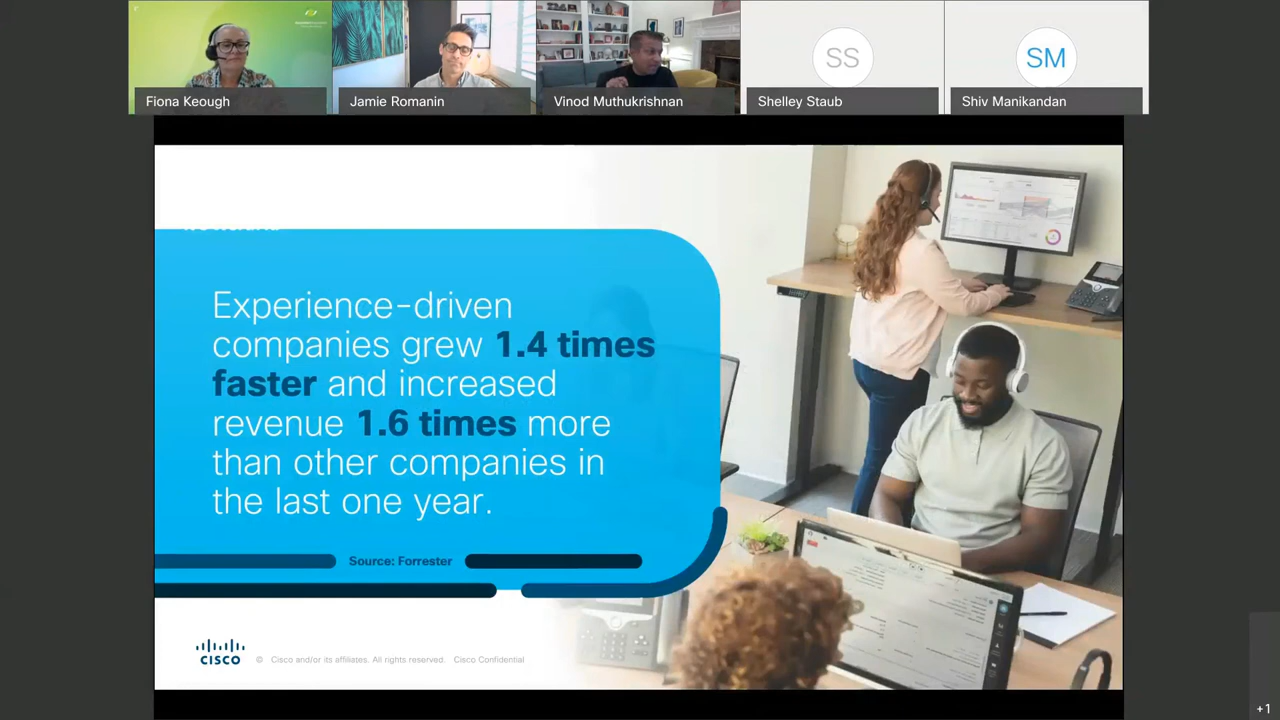 Fiona Keough
Jamie Romanin
Vinod Muthukrishnan
SS
Shelley Staub
SM
Shiv Manikandan
Experience-driven
companies grew 1.4 times
faster and increased
revenue 1.6 times more
than other companies in
the last one year.
Source: Forrester
CISCO
© Cisco and/or its affiliates. All rights reserved. Cisco Confidential
+1